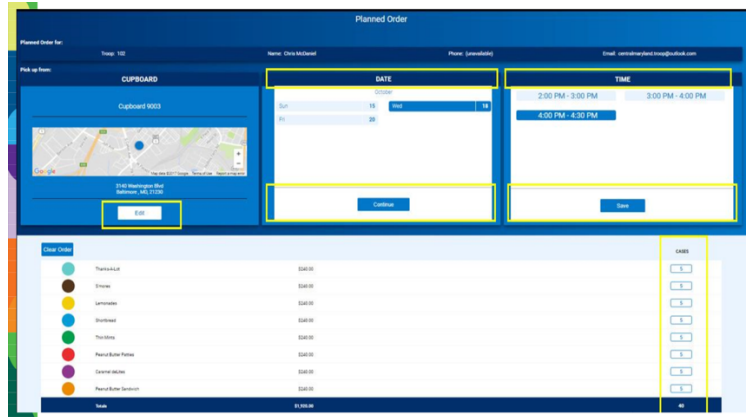 Planned Order
Planned Order for:
Troop: 102 Name: Chris McDaniel Phone: (unavailable) Email: centralmaryland.troop@outlook.com
Pick up from:
CUPBOARD DATE TIME
Cupboard 9003
October
Sun 15 Wed 18
Fri 20
2:00 PM - 3:00 PM 3:00 PM - 4:00 PM
4:00 PM - 4:30 PM
Google
3140 Washington Blvd
Baltimore , MD, 21230
Edit Continue Save
Clear Order CASES
Thanks-A-Lot $240.00 5
S'mores $240.00 5
Lemonades $240.00 5
Shortbread $240.00 5
Thin Mints $240.00 5
Peanut Butter Patties $240.00 5
Caramel deLites $240.00 5
Peanut Butter Sandwich $240.00 5
Totals $1,920.00 40